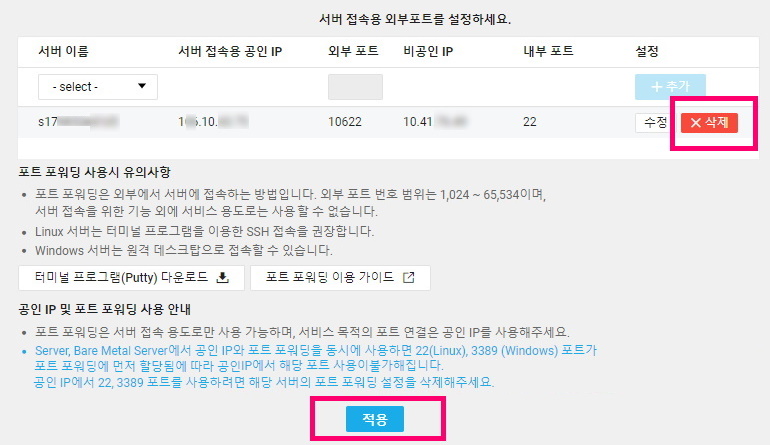 서버 접속용 외부포트를 설정하세요.
서버 이름 서버 접속용 공인 IP 외부 포트 비공인 IP 내부 포트 설정
- select - + 추가
s17 10622 10.41 22 수정 × 삭제
포트 포워딩 사용시 유의사항
• 포트 포워딩은 외부에서 서버에 접속하는 방법입니다. 외부 포트 번호 범위는 1,024 ~ 65,534이며,
서버 접속을 위한 기능 외에 서비스 용도로는 사용할 수 없습니다.
• Linux 서버는 터미널 프로그램을 이용한 SSH 접속을 권장합니다.
• Windows 서버는 원격 데스크탑으로 접속할 수 있습니다.
터미널 프로그램(Putty) 다운로드 포트 포워딩 이용 가이드
공인 IP 및 포트 포워딩 사용 안내
• 포트 포워딩은 서버 접속 용도로만 사용 가능하며, 서비스 목적의 포트 연결은 공인 IP를 사용해주세요.
• Server, Bare Metal Server에서 공인 IP와 포트 포워딩을 동시에 사용하면 22(Linux), 3389 (Windows) 포트가
포트 포워딩에 먼저 할당됨에 따라 공인IP에서 해당 포트 사용이불가해집니다.
공인 IP에서 22, 3389 포트를 사용하려면 해당 서버의 포트 포워딩 설정을 삭제해주세요.
적용